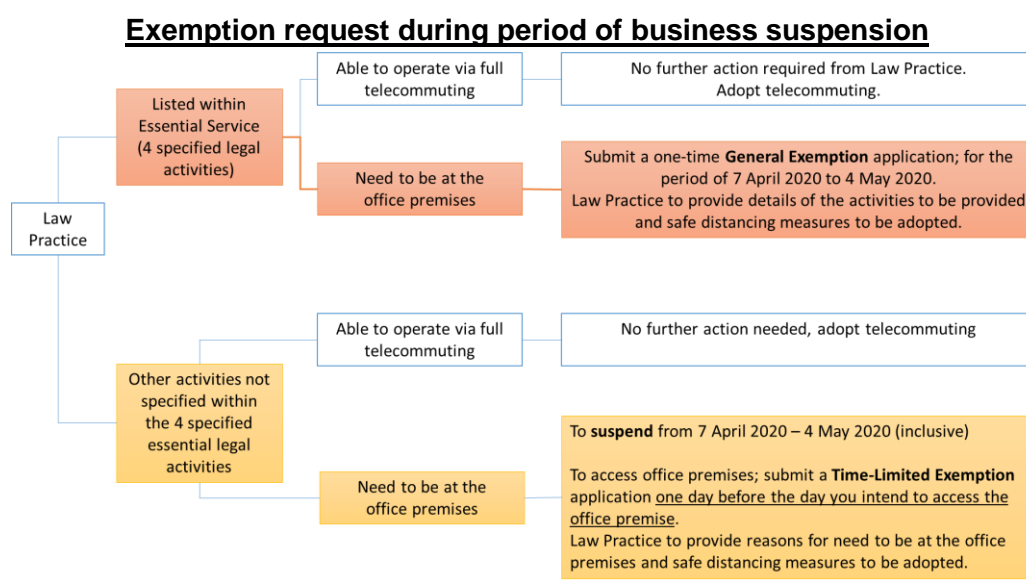 Exemption request during period of business suspension
Able to operate via full
telecommuting
No further action required from Law Practice.
Adopt telecommuting.
Listed within
Essential Service
(4 specified legal
activities)
Need to be at the
office premises
Submit a one-time General Exemption application; for the
period of 7 April 2020 to 4 May 2020.
Law Practice to provide details of the activities to be provided
and safe distancing measures to be adopted.
Law
Practice
Able to operate via full
telecommuting
No further action needed, adopt telecommuting
Other activities not
specified within
the 4 specified
essential legal
activities
Need to be at the
office premises
To suspend from 7 April 2020 – 4 May 2020 (inclusive)
To access office premises; submit a Time-Limited Exemption
application one day before the day you intend to access the
office premise.
Law Practice to provide reasons for need to be at the office
premises and safe distancing measures to be adopted.